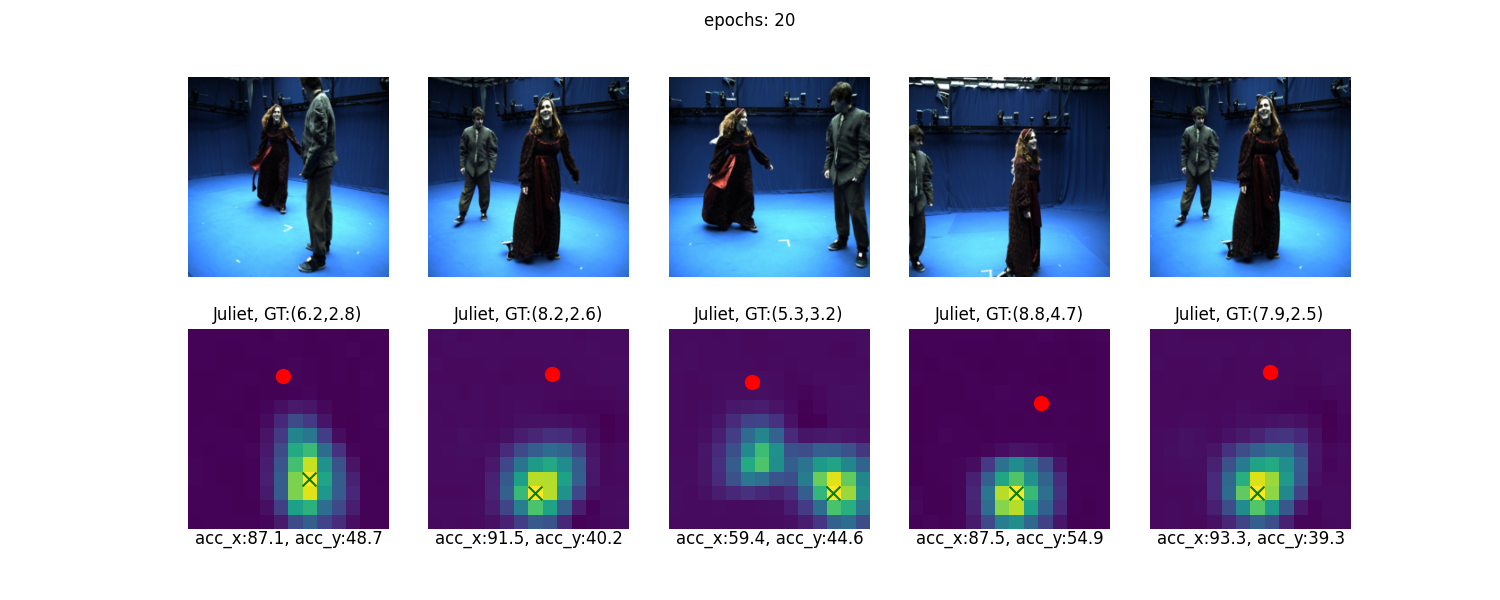 epochs: 20
Juliet, GT:(6.2,2.8)
Juliet, GT:(8.2,2.6)
Juliet, GT:(5.3,3.2)
Juliet, GT:(8.8,4.7)
Juliet, GT:(7.9,2.5)
acc_x:87.1, acc_y:48.7
acc_x:91.5, acc_y:40.2
acc_x:59.4, acc_y:44.6
acc_x:87.5, acc_y:54.9
acc_x:93.3, acc_y:39.3